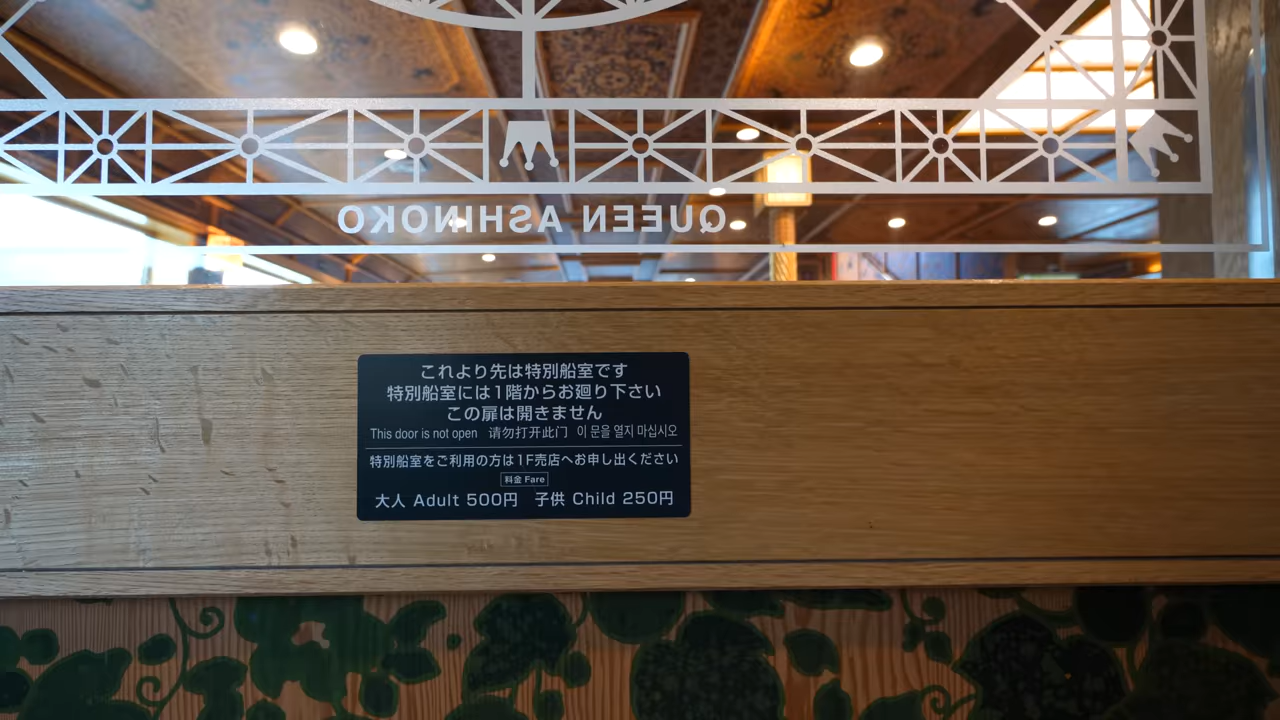 QUEEN ASHINOKO
これより先は特別船室です
特別船室には1階からお廻り下さい
この扉は開きません
This door is not open 请勿打开此门 이 문을 열지 마십시오
特別船室をご利用の方は1F売店へお申し出ください
料金 Fare
大人 Adult 500円 子供 Child 250円